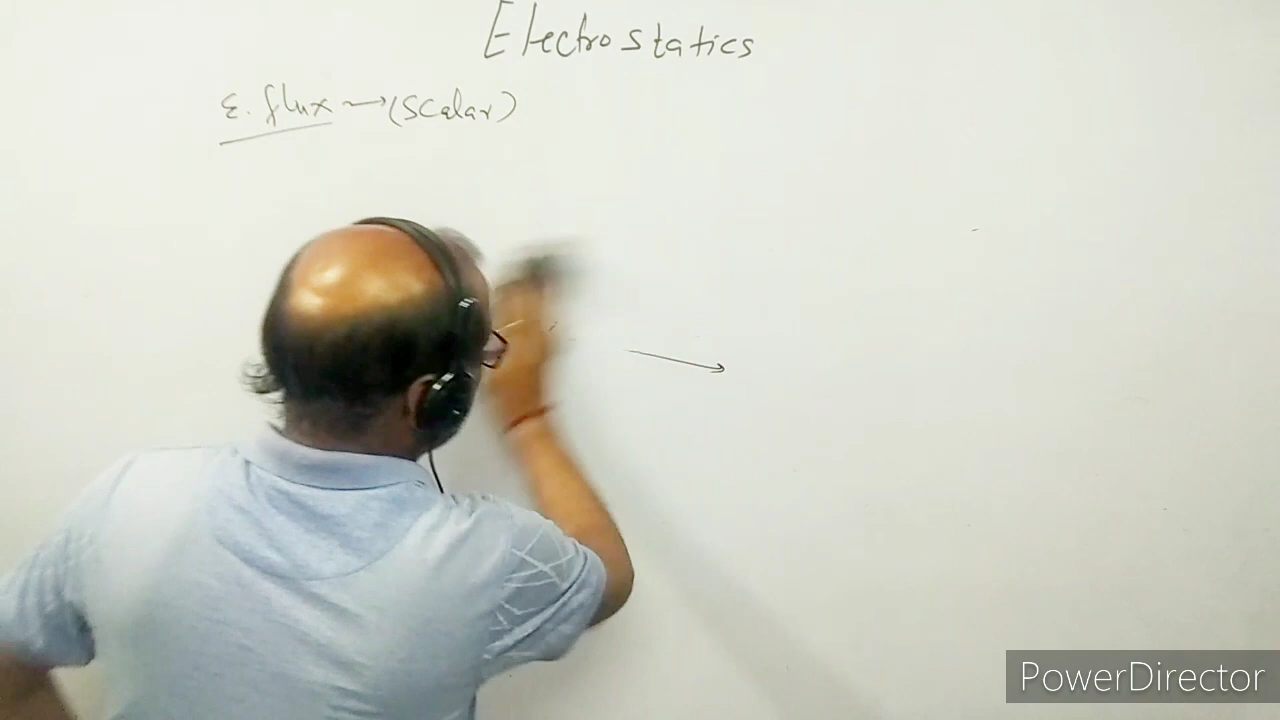 Electrostatics
ε. flux → (Scalar)
PowerDirector